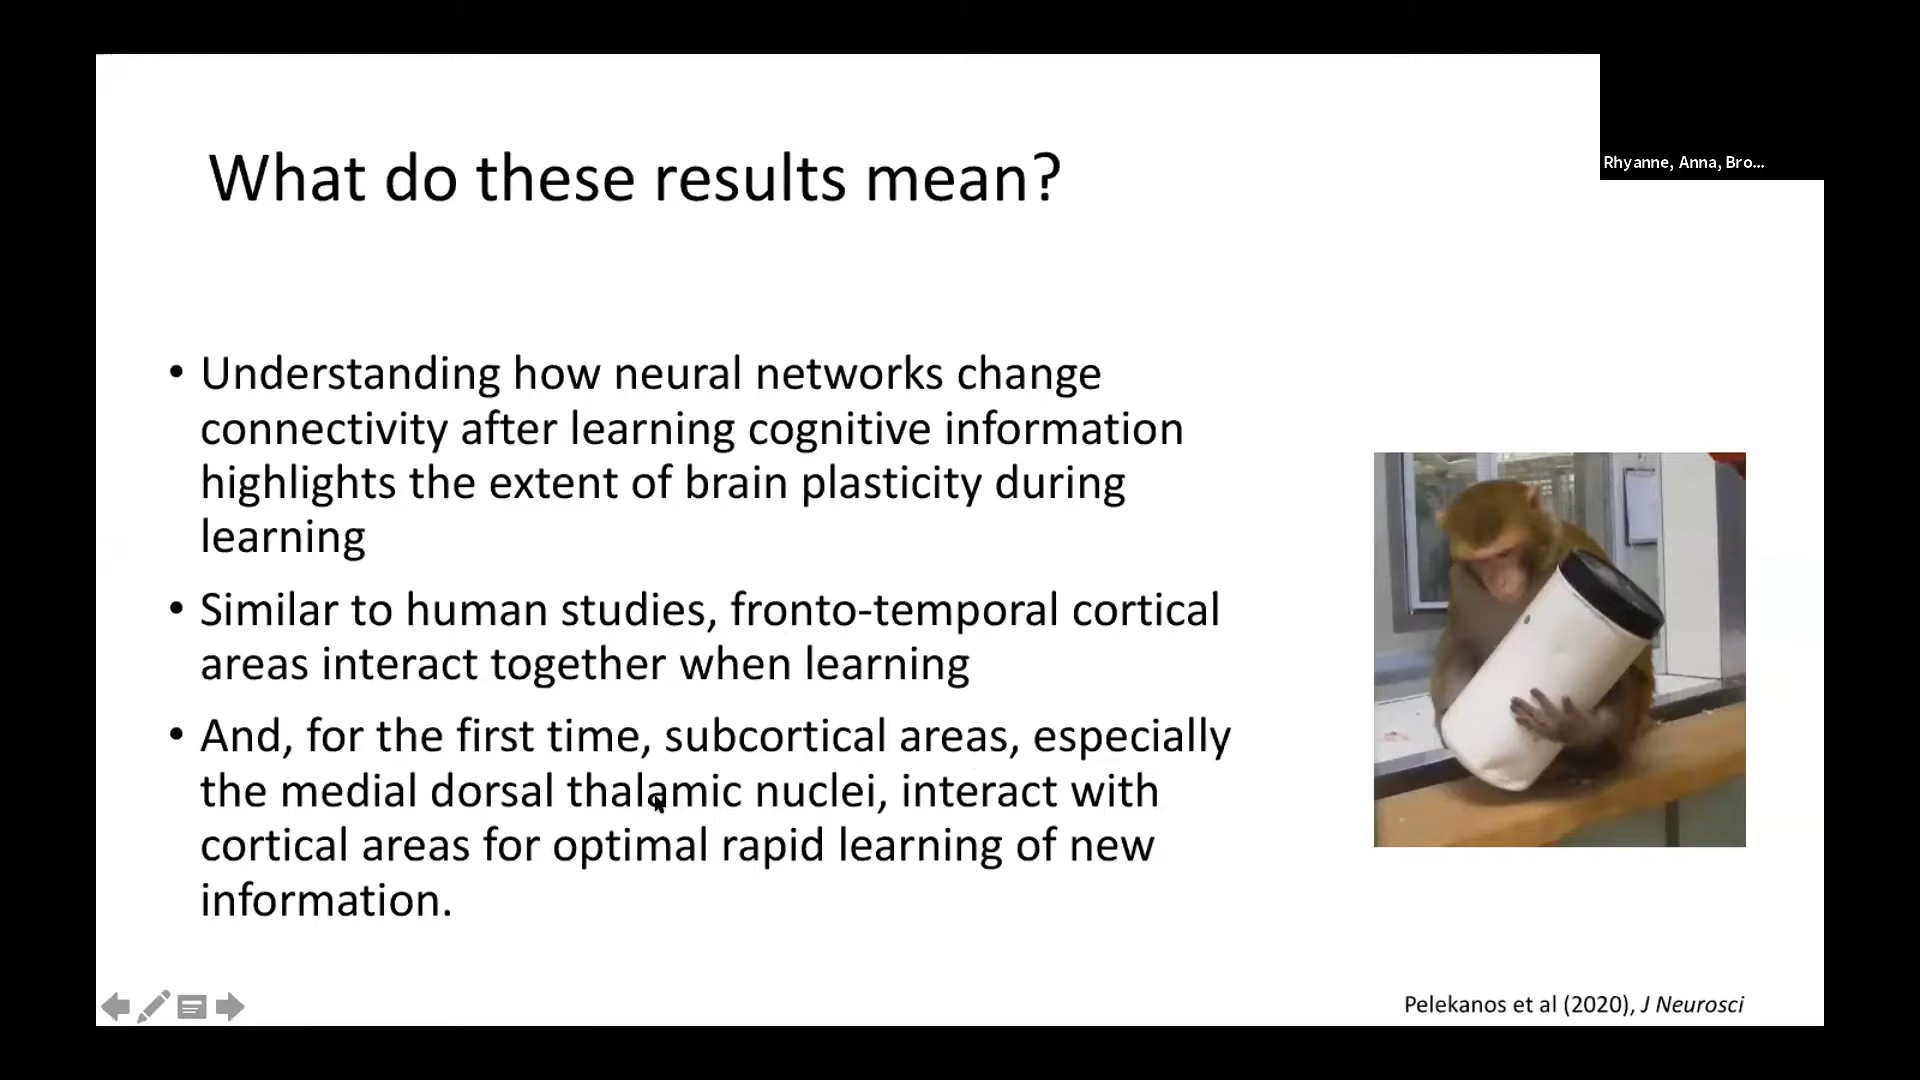 Rhyanne, Anna, Bro...
What do these results mean?
• Understanding how neural networks change
connectivity after learning cognitive information
highlights the extent of brain plasticity during
learning
• Similar to human studies, fronto-temporal cortical
areas interact together when learning
• And, for the first time, subcortical areas, especially
the medial dorsal thalamic nuclei, interact with
cortical areas for optimal rapid learning of new
information.
Pelekanos et al (2020), J Neurosci